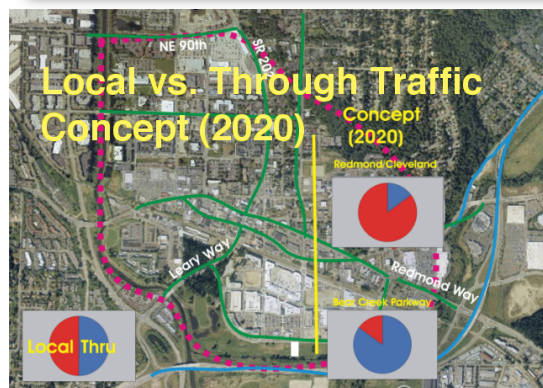 NE 90th
SR 202
Local vs. Through Traffic
Concept (2020)
Concept
(2020)
Redmond/Cleveland
Leary Way
Redmond Way
Bear Creek Parkway
Local Thru